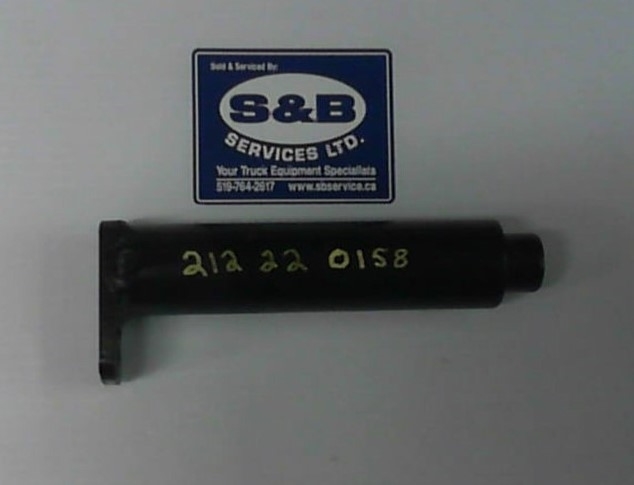 Sold & Serviced By:
S&B
SERVICES LTD.
Your Truck Equipment Specialists
519-764-2617 www.sbservice.ca
212 22 0158